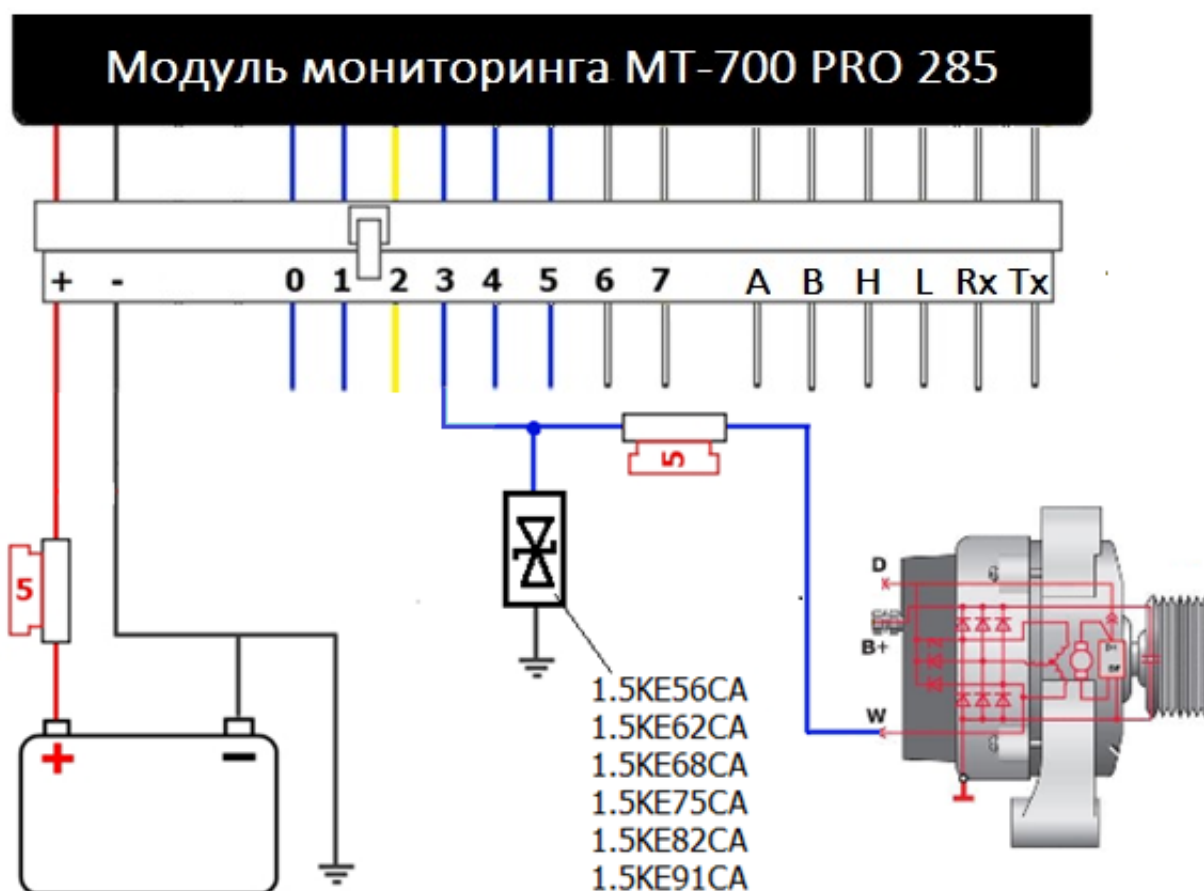 Модуль мониторинга МТ-700 PRO 285
+ - 0 1 2 3 4 5 6 7 A B H L Rx Tx
5
5
D
B+
W
+ -
1.5KE56CA
1.5KE62CA
1.5KE68CA
1.5KE75CA
1.5KE82CA
1.5KE91CA